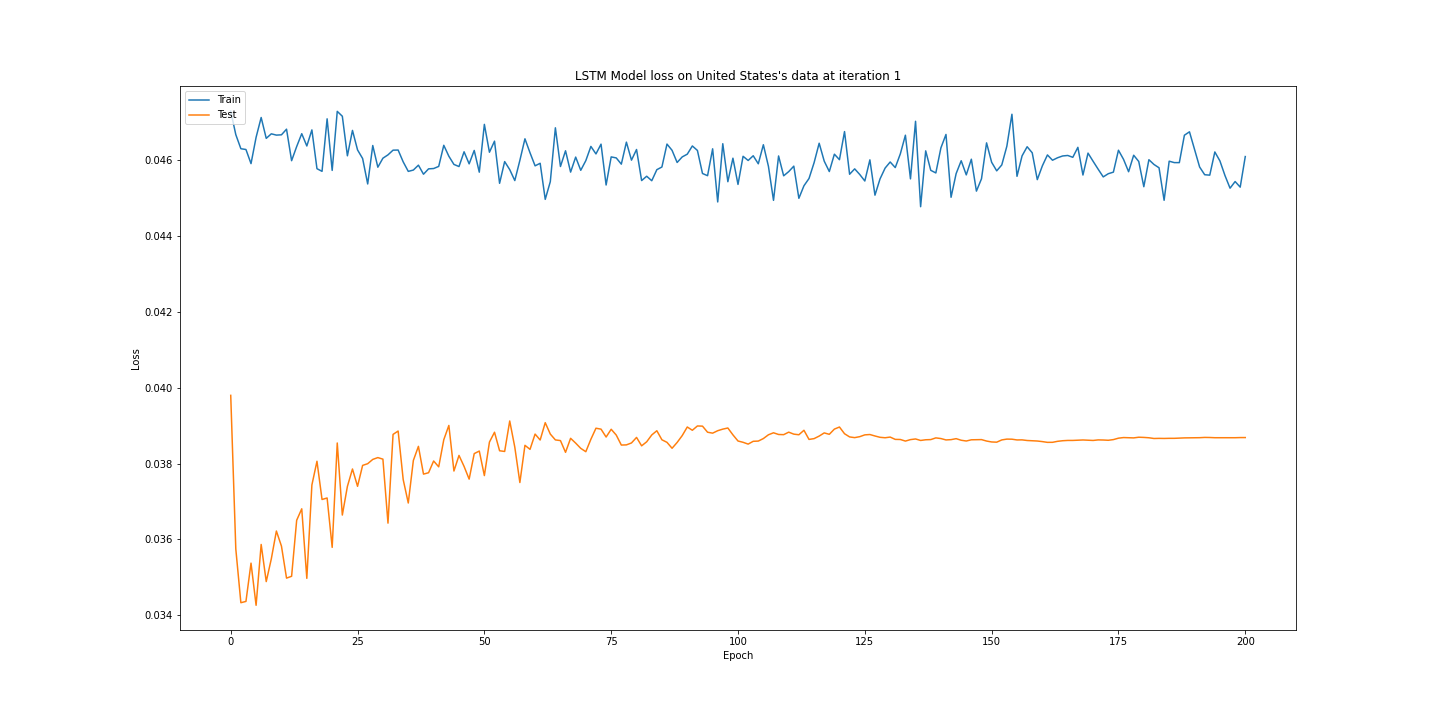 LSTM Model loss on United States's data at iteration 1
Train
Test
0.046
0.044
0.042
0.040
0.038
0.036
0.034
Loss
0 25 50 75 100 125 150 175 200
Epoch